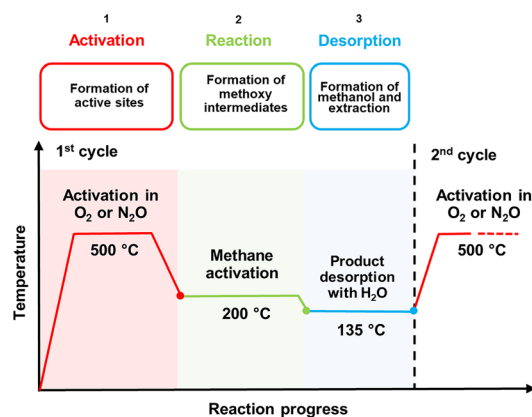 1
2
3
Activation
Reaction
Desorption
Formation of
active sites
Formation of
methoxy
intermediates
Formation of
methanol and
extraction
1st cycle
2nd cycle
Activation in
O₂ or N₂O
500 °C
Methane
activation
200 °C
Product
desorption
with H₂O
135 °C
Activation in
O₂ or N₂O
500 °C
Temperature
Reaction progress